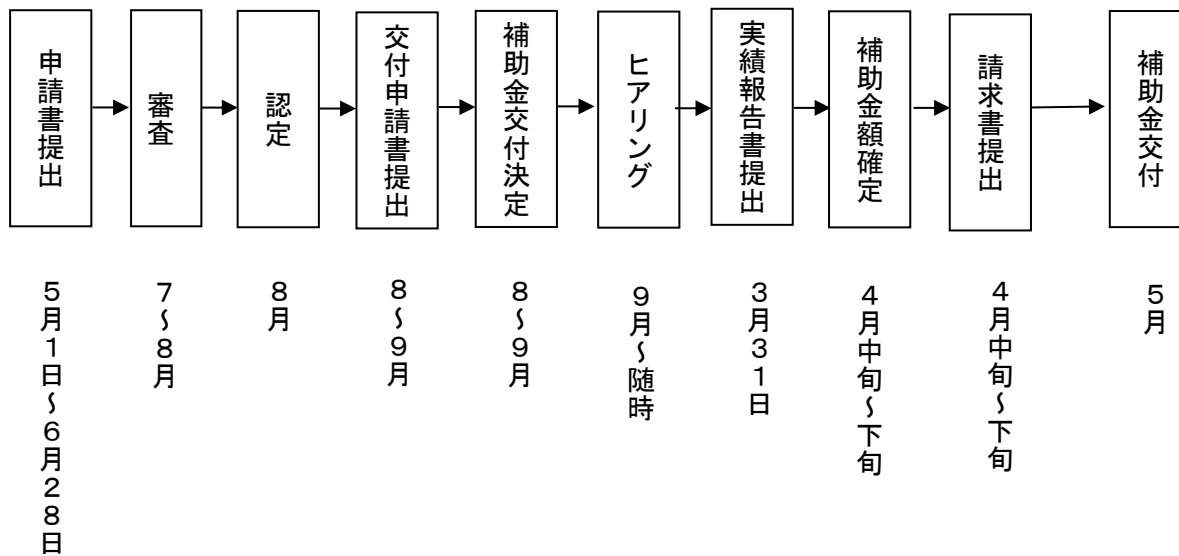 申請書提出
審査
認定
交付申請書提出
補助金交付決定
ヒアリング
実績報告書提出
補助金額確定
請求書提出
補助金交付
５月１日～６月２８日
７～８月
８月
８～９月
８～９月
９月～随時
３月３１日
４月中旬～下旬
４月中旬～下旬
５月